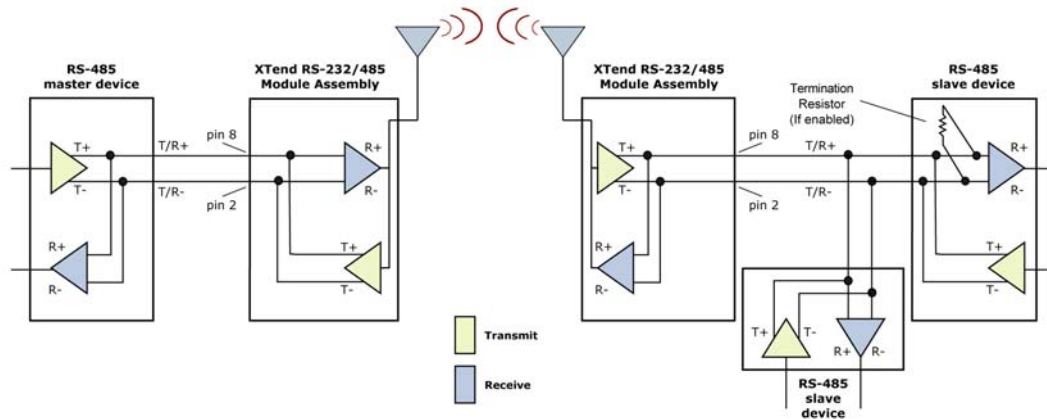 RS-485
master device
T+
T-
R+
R-
T/R+
T/R-
XTend RS-232/485
Module Assembly
pin 8
pin 2
R+
R-
T+
T-
XTend RS-232/485
Module Assembly
T+
T-
R+
R-
pin 8
T/R+
T/R-
pin 2
RS-485
slave device
Termination
Resistor
(If enabled)
R+
R-
T+
T-
T+
T-
R+
R-
RS-485
slave
device
Transmit
Receive